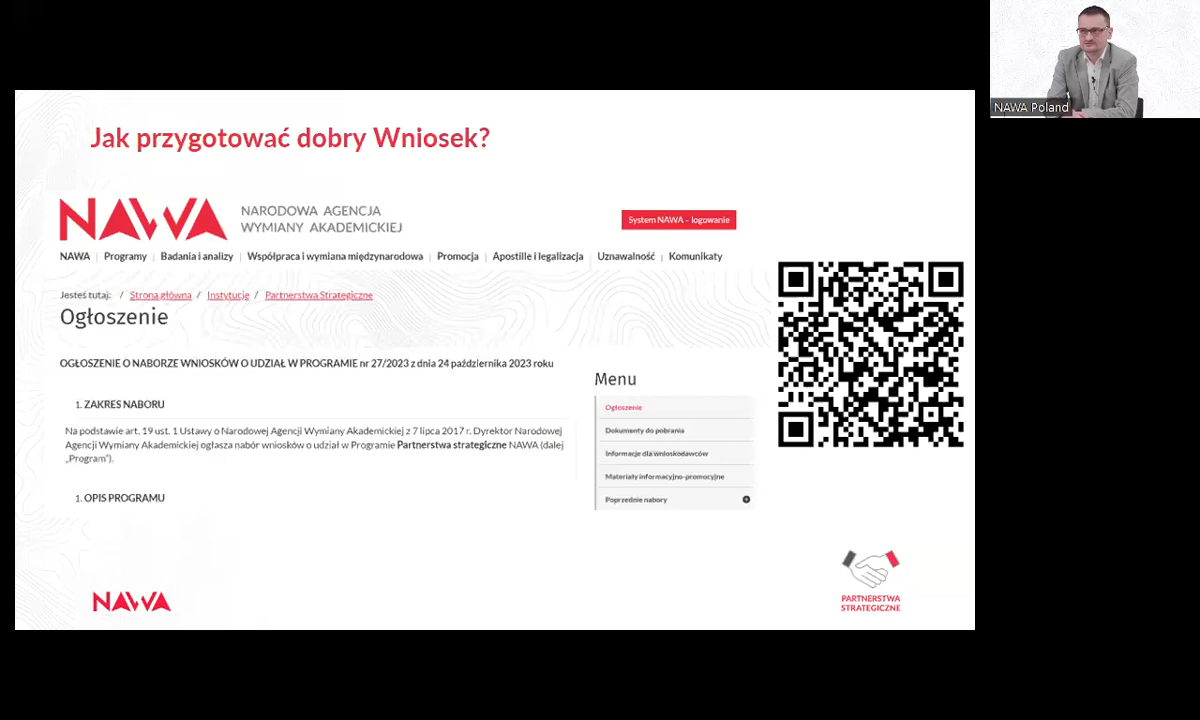 NAWA Poland
Jak przygotować dobry Wniosek?
NAWA
NARODOWA AGENCJA
WYMIANY AKADEMICKIEJ
System NAWA – logowanie
NAWA | Programy | Badania i analizy | Współpraca i wymiana międzynarodowa | Promocja | Apostille i legalizacja | Uznawalność | Komunikaty
Jesteś tutaj: / Strona główna / Instytucje / Partnerstwa Strategiczne
Ogłoszenie
OGŁOSZENIE O NABORZE WNIOSKÓW O UDZIAŁ W PROGRAMIE nr 27/2023 z dnia 24 października 2023 roku
1. ZAKRES NABORU
Na podstawie art. 19 ust. 1 Ustawy o Narodowej Agencji Wymiany Akademickiej z 7 lipca 2017 r. Dyrektor Narodowej
Agencji Wymiany Akademickiej ogłasza nabór wniosków o udział w Programie Partnerstwa strategiczne NAWA (dalej
„Program”).
1. OPIS PROGRAMU
Menu
Ogłoszenie
Dokumenty do pobrania
Informacje dla Wnioskodawców
Materiały informacyjno-promocyjne
Poprzednie nabory
NAWA
PARTNERSTWA
STRATEGICZNE